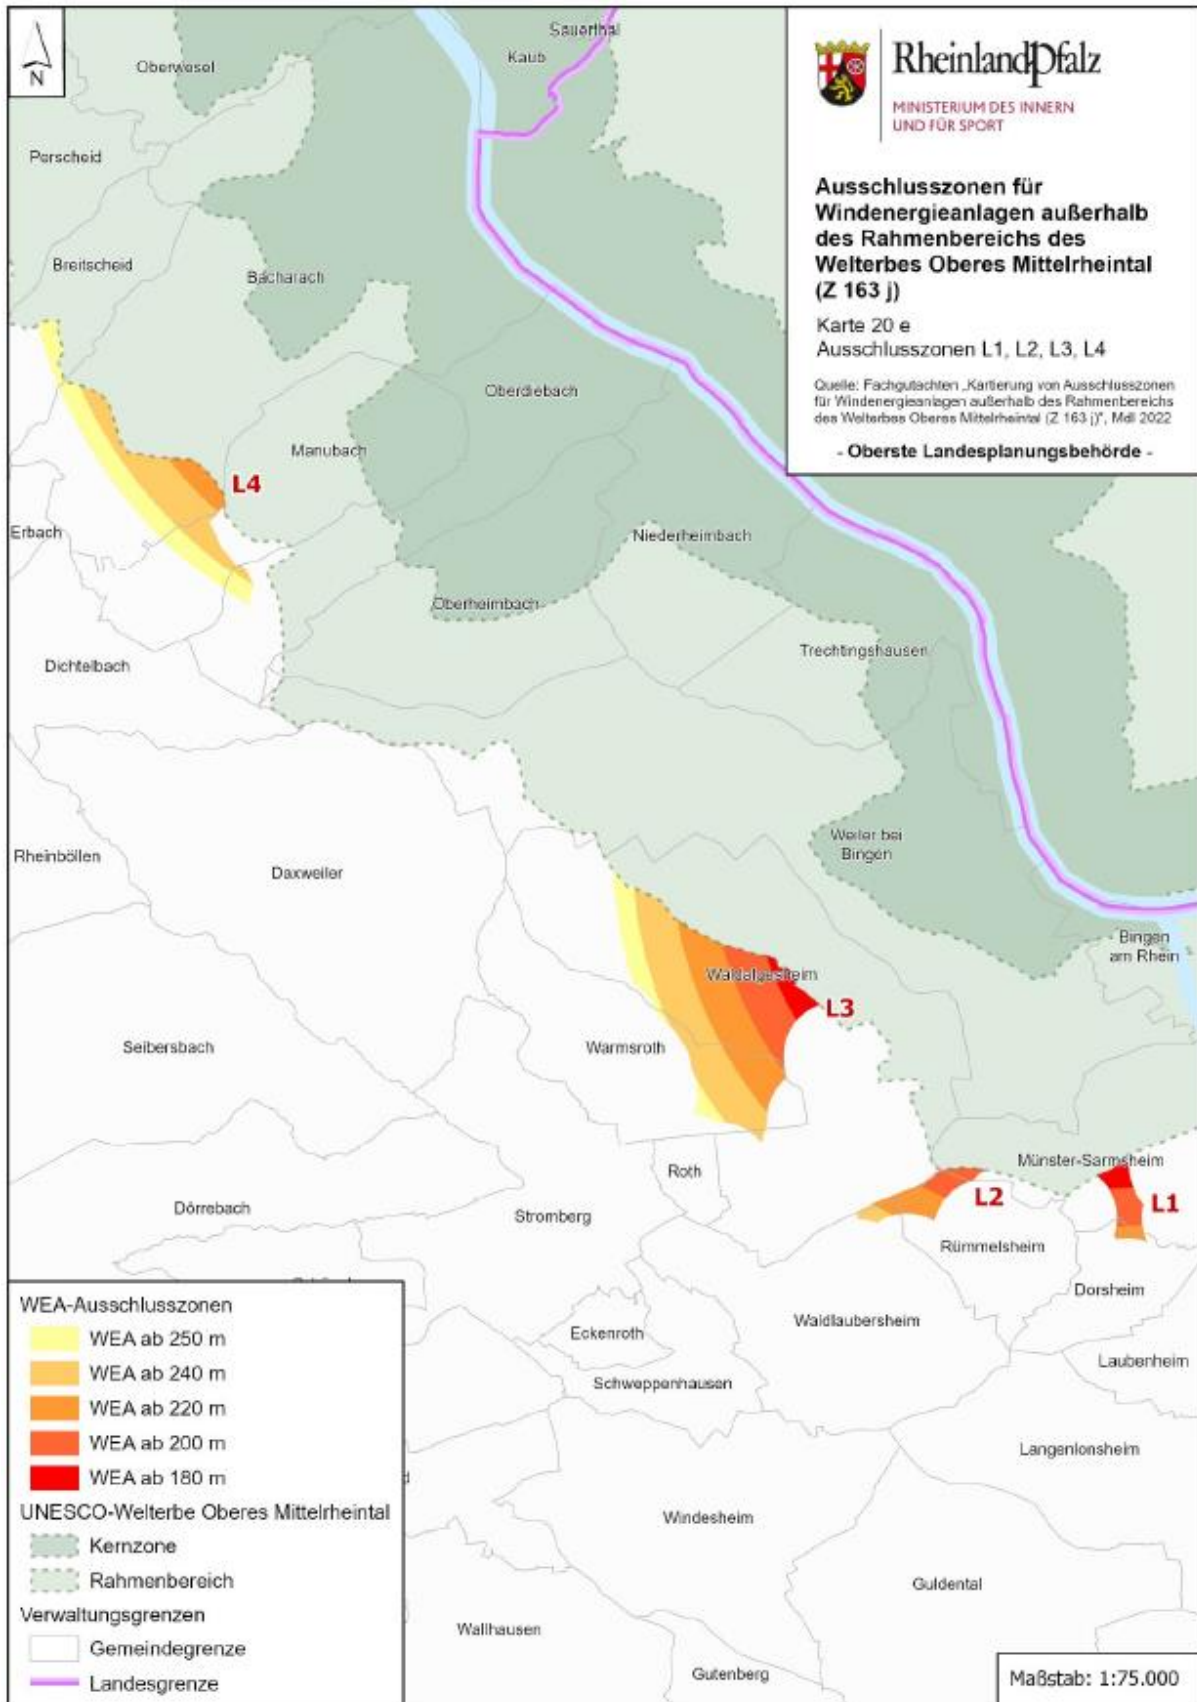 N
RheinlandPfalz
MINISTERIUM DES INNERN
UND FÜR SPORT
Ausschlusszonen für
Windenergieanlagen außerhalb
des Rahmenbereichs des
Welterbes Oberes Mittelrheintal
(Z 163 j)
Karte 20 e
Ausschlusszonen L1, L2, L3, L4
Quelle: Fachgutachten „Kartierung von Ausschlusszonen
für Windenergieanlagen außerhalb des Rahmenbereichs
des Welterbes Oberes Mittelrheintal (Z 163 j)", MdI 2022
- Oberste Landesplanungsbehörde -
Sauerthal
Kaub
Oberwesel
Perscheid
Breitscheid
Bacharach
Oberdiebach
Manubach
L4
Erbach
Niederheimbach
Oberheimbach
Trechtingshausen
Dichtelbach
Weiler bei
Bingen
Rheinböllen
Daxweiler
Bingen
am Rhein
Waldalgesheim
L3
Seibersbach
Warmsroth
Münster-Sarmsheim
Roth
L2
L1
Dörrebach
Stromberg
Rümmelsheim
Dorsheim
Waldlaubersheim
Eckenroth
Laubenheim
Schweppenhausen
Langenlonsheim
Windesheim
Guldental
Wallhausen
Gutenberg
WEA-Ausschlusszonen
WEA ab 250 m
WEA ab 240 m
WEA ab 220 m
WEA ab 200 m
WEA ab 180 m
UNESCO-Welterbe Oberes Mittelrheintal
Kernzone
Rahmenbereich
Verwaltungsgrenzen
Gemeindegrenze
Landesgrenze
Maßstab: 1:75.000